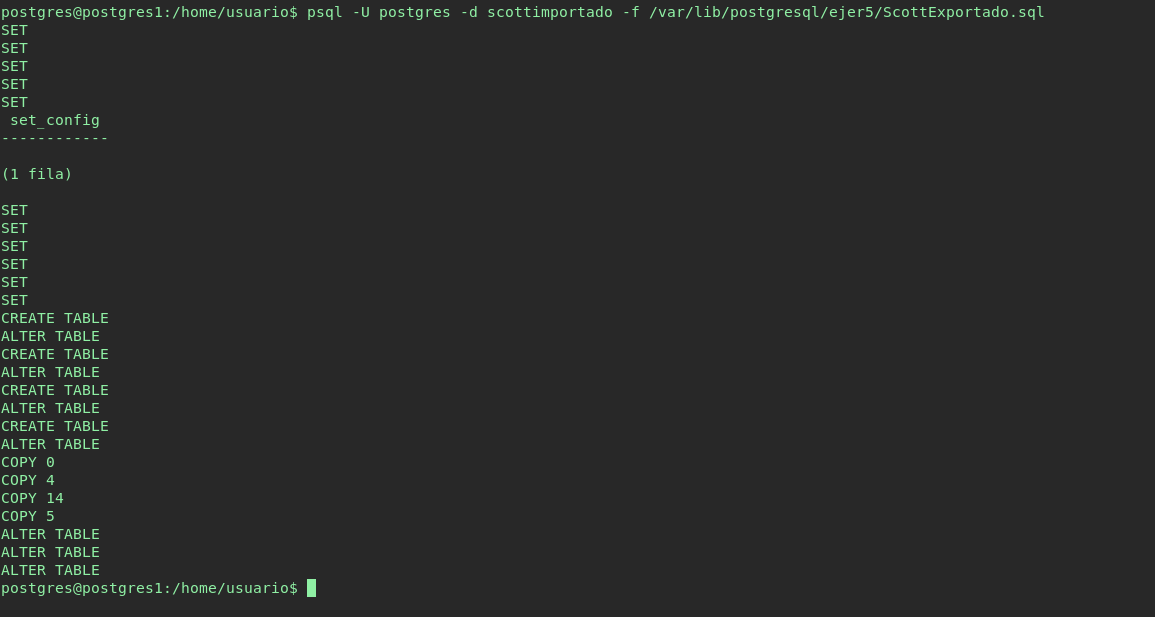 postgres@postgres1:/home/usuario$ psql -U postgres -d scottimportado -f /var/lib/postgresql/ejer5/ScottExportado.sql
SET
SET
SET
SET
SET
 set_config
------------

(1 fila)

SET
SET
SET
SET
SET
SET
CREATE TABLE
ALTER TABLE
CREATE TABLE
ALTER TABLE
CREATE TABLE
ALTER TABLE
CREATE TABLE
ALTER TABLE
COPY 0
COPY 4
COPY 14
COPY 5
ALTER TABLE
ALTER TABLE
ALTER TABLE
postgres@postgres1:/home/usuario$